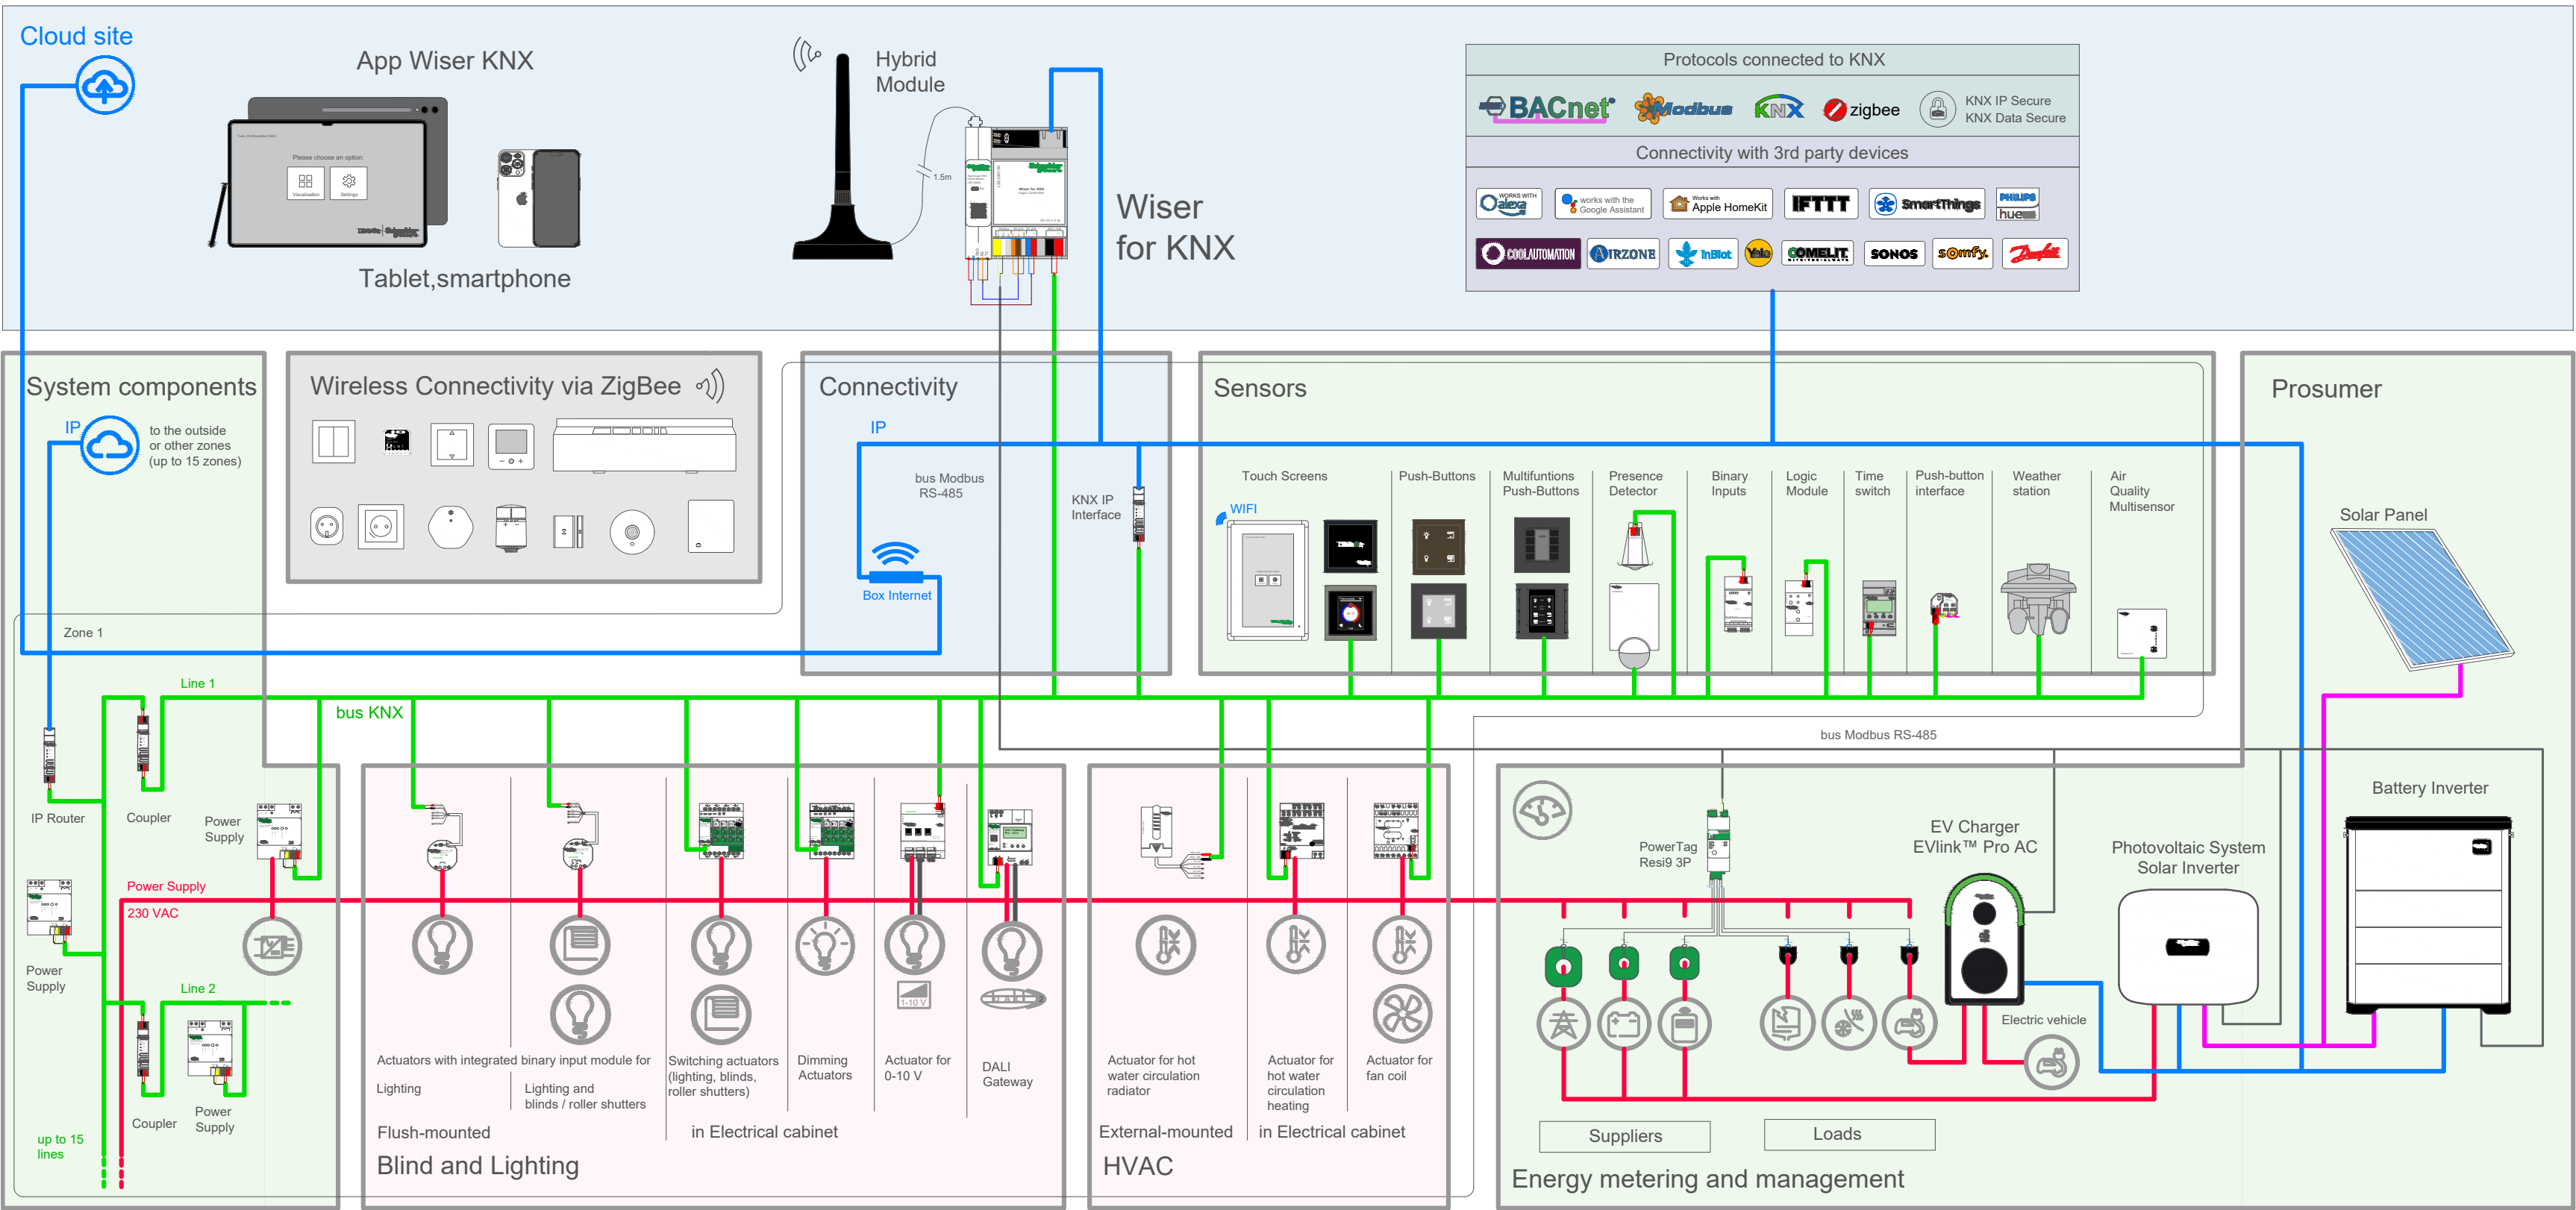 Cloud site
App Wiser KNX
Please choose an option:
Visualisation
Settings
Tablet,smartphone
Hybrid
Module
1.5m
Wiser
for KNX
Protocols connected to KNX
BACnet
Modbus
KNX
zigbee
KNX IP Secure
KNX Data Secure
Connectivity with 3rd party devices
WORKS WITH
alexa
works with the
Google Assistant
Works with
Apple HomeKit
IFTTT
SmartThings
PHILIPS
hue
COOLAUTOMATION
AIRZONE
InBiot
Yale
COMELIT
SONOS
somfy.
Danfoss
System components
IP
to the outside
or other zones
(up to 15 zones)
Wireless Connectivity via ZigBee
Connectivity
IP
bus Modbus
RS-485
KNX IP
Interface
Box Internet
Sensors
Touch Screens
WIFI
Push-Buttons
Multifuntions
Push-Buttons
Presence
Detector
Binary
Inputs
Logic
Module
Time
switch
Push-button
interface
Weather
station
Air
Quality
Multisensor
Prosumer
Solar Panel
Zone 1
Line 1
bus KNX
bus Modbus RS-485
IP Router
Coupler
Power
Supply
Power Supply
230 VAC
Power
Supply
Line 2
Coupler
Power
Supply
up to 15
lines
1-10 V
Actuators with integrated binary input module for
Lighting
Lighting and
blinds / roller shutters
Switching actuators
(lighting, blinds,
roller shutters)
Dimming
Actuators
Actuator for
0-10 V
DALI
Gateway
Flush-mounted
in Electrical cabinet
Blind and Lighting
Actuator for hot
water circulation
radiator
Actuator for
hot water
circulation
heating
Actuator for
fan coil
External-mounted
in Electrical cabinet
HVAC
PowerTag
Resi9 3P
EV Charger
EVlink™ Pro AC
Photovoltaic System
Solar Inverter
Battery Inverter
Electric vehicle
Suppliers
Loads
Energy metering and management